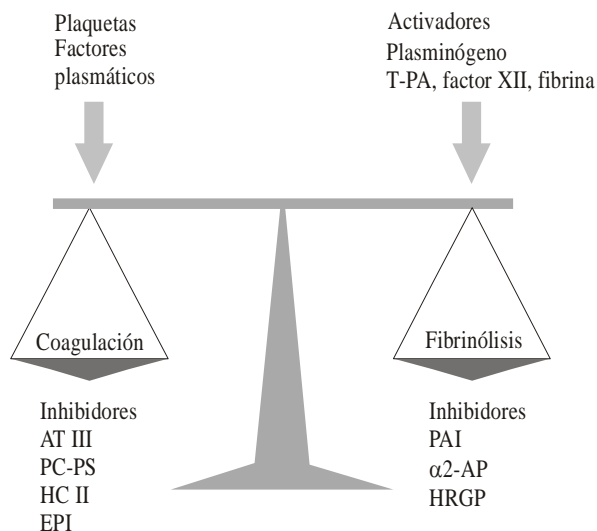 Plaquetas
Factores
plasmáticos
Activadores
Plasminógeno
T-PA, factor XII, fibrina
Coagulación
Fibrinólisis
Inhibidores
AT III
PC-PS
HC II
EPI
Inhibidores
PAI
α2-AP
HRGP